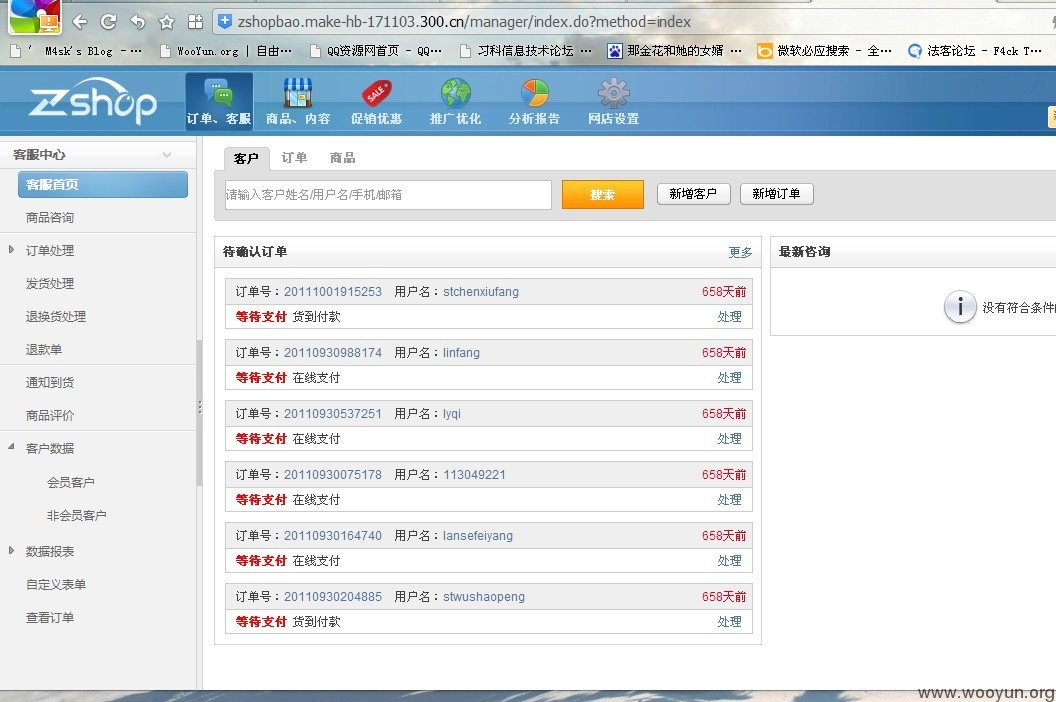 zshopbao.make-hb-171103.300.cn/manager/index.do?method=index
' M4sk's Blog - ··· WooYun.org | 自由··· QQ资源网首页 - QQ··· 习科信息技术论坛 ··· 那金花和她的女婿 ··· 微软必应搜索 - 全··· 法客论坛 - F4ck T···
zshop 订单、客服 商品、内容 促销优惠 推广优化 分析报告 网店设置
SALE
客服中心
客服首页
商品咨询
订单处理
发货处理
退换货处理
退款单
通知到货
商品评价
客户数据
会员客户
非会员客户
数据报表
自定义表单
查看订单
客户 订单 商品
请输入客户姓名/用户名/手机/邮箱 搜索 新增客户 新增订单
待确认订单 更多
订单号：20111001915253 用户名：stchenxiufang 658天前
等待支付 货到付款 处理
订单号：20110930988174 用户名：linfang 658天前
等待支付 在线支付 处理
订单号：20110930537251 用户名：lyqi 658天前
等待支付 在线支付 处理
订单号：20110930075178 用户名：113049221 658天前
等待支付 在线支付 处理
订单号：20110930164740 用户名：lansefeiyang 658天前
等待支付 在线支付 处理
订单号：20110930204885 用户名：stwushaopeng 658天前
等待支付 货到付款 处理
最新咨询
没有符合条件
www.wooyun.org